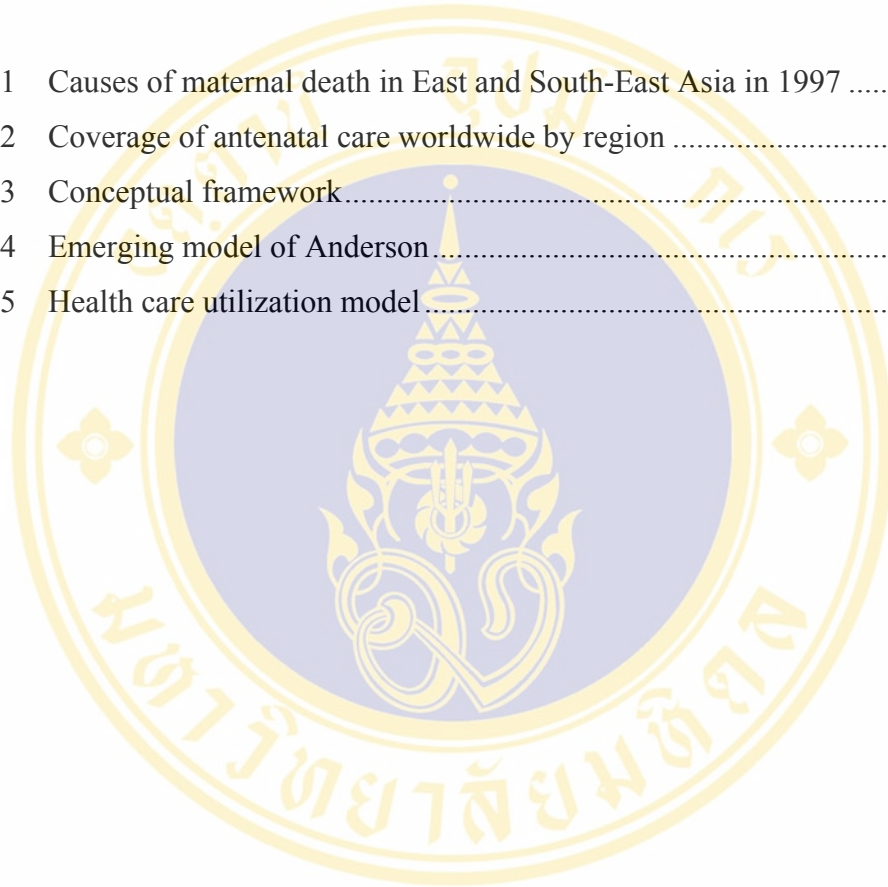 1 Causes of maternal death in East and South-East Asia in 1997 .....
2 Coverage of antenatal care worldwide by region ...........................
3 Conceptual framework....................................................................
4 Emerging model of Anderson.........................................................
5 Health care utilization model..........................................................
มหาวิทยาลัยมหิดล